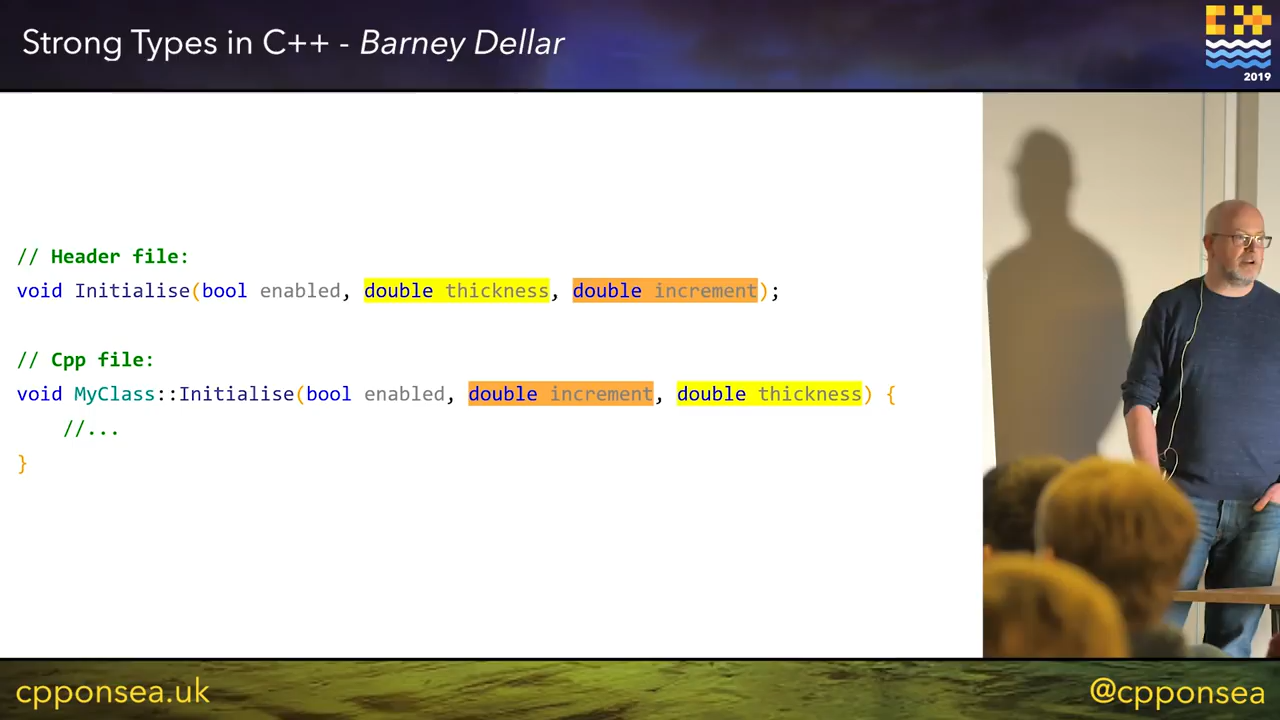 Strong Types in C++ - Barney Dellar
2019
// Header file:
void Initialise(bool enabled, double thickness, double increment);
// Cpp file:
void MyClass::Initialise(bool enabled, double increment, double thickness) {
//...
}
cpponsea.uk
@cpponsea